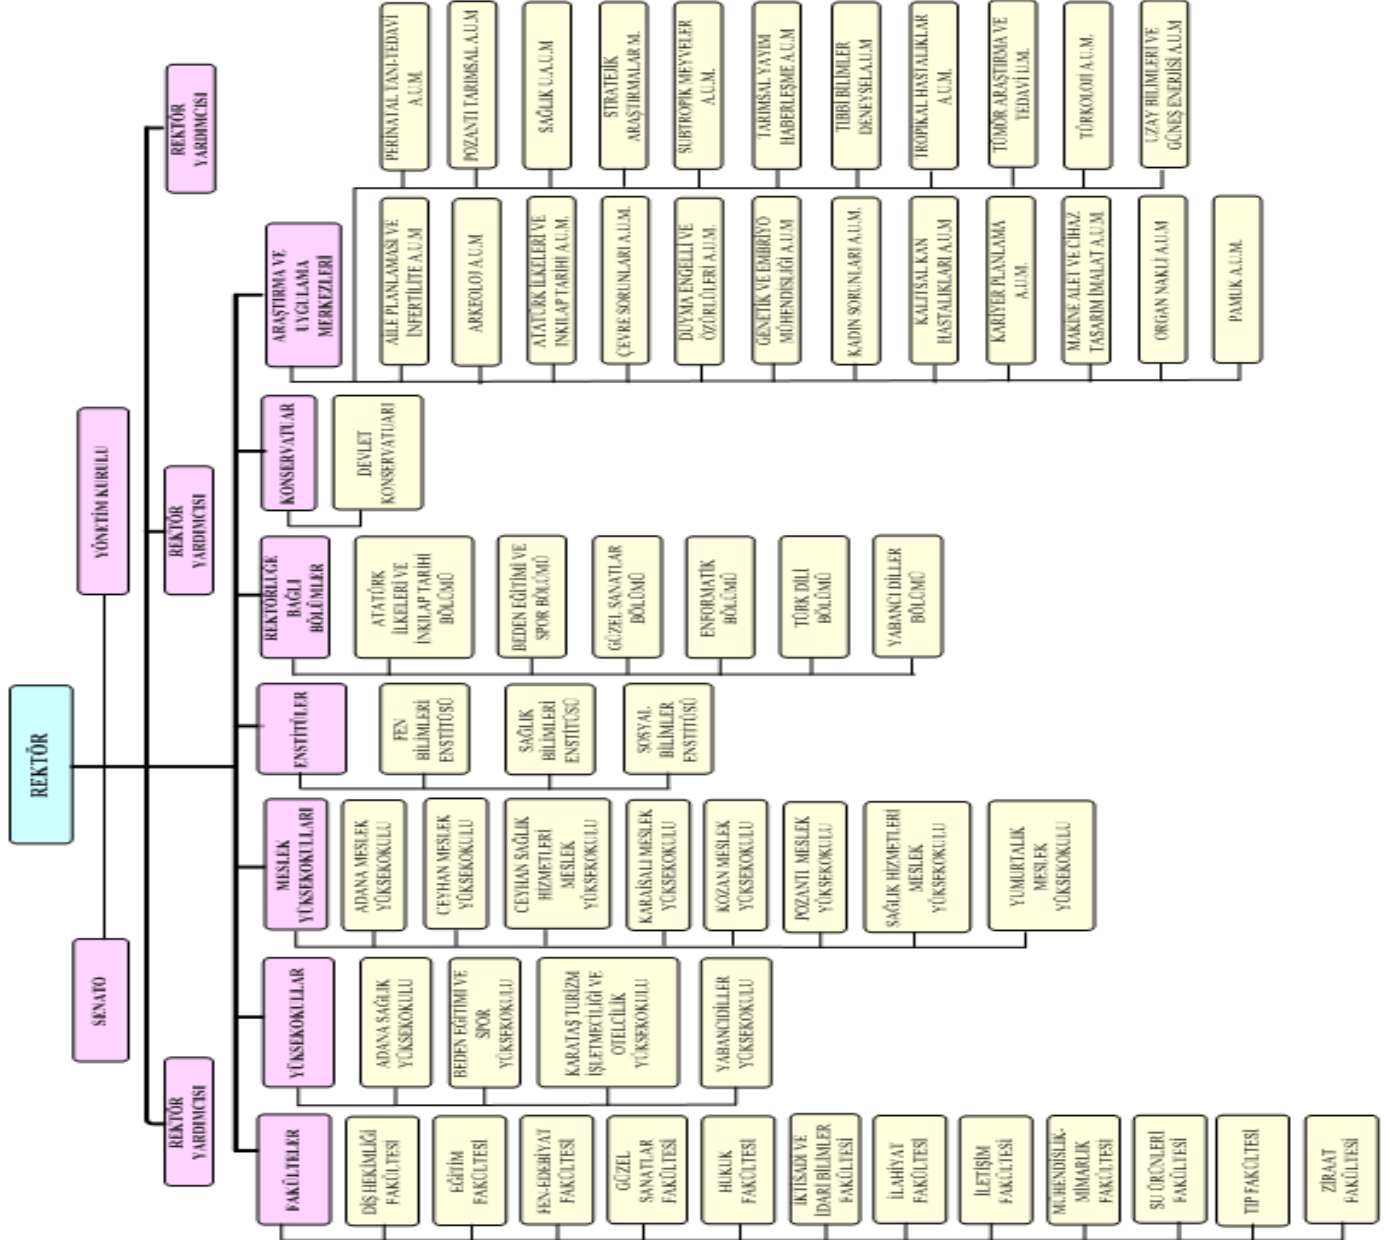 REKTÖR
SENATO
YÖNETİM KURULU
REKTÖR
YARDIMCISI
REKTÖR
YARDIMCISI
REKTÖR
YARDIMCISI
FAKÜLTELER
DİŞ HEKİMLİĞİ
FAKÜLTESİ
EĞİTİM
FAKÜLTESİ
FEN-EDEBİYAT
FAKÜLTESİ
GÜZEL
SANATLAR
FAKÜLTESİ
HUKUK
FAKÜLTESİ
IKTISADI VE
İDARİ BİLİMLER
FAKÜLTESİ
İLAHİYAT
FAKÜLTESİ
İLETİŞİM
FAKÜLTESİ
MÜHENDİSLİK-
MİMARLIK
FAKÜLTESİ
SU ÜRÜNLERİ
FAKÜLTESİ
TIP FAKÜLTESİ
ZİRAAT
FAKÜLTESİ
YÜKSEKOKULLAR
ADANA SAĞLIK
YÜKSEKOKULU
BEDEN EĞİTİMİ VE
SPOR
YÜKSEKOKULU
KARATAŞ TURİZM
İŞLETMECİLİĞİ VE
OTELCİLİK
YÜKSEKOKULU
YABANCIDİLLER
YÜKSEKOKULU
MESLEK
YÜKSEKOKULLARI
ADANA MESLEK
YÜKSEKOKULU
CEYHAN MESLEK
YÜKSEKOKULU
CEYHAN SAĞLIK
HİZMETLERİ
MESLEK
YÜKSEKOKULU
KARAİSALI MESLEK
YÜKSEKOKULU
KOZAN MESLEK
YÜKSEKOKULU
POZANTI MESLEK
YÜKSEKOKULU
SAĞLIK HİZMETLERİ
MESLEK
YÜKSEKOKULU
YUMURTALIK
MESLEK
YÜKSEKOKULU
ENSTİTÜLER
FEN
BİLİMLERİ
ENSTİTÜSÜ
SAĞLIK
BİLİMLERİ
ENSTİTÜSÜ
SOSYAL
BİLİMLER
ENSTİTÜSÜ
REKTÖRLÜĞE
BAĞLI
BÖLÜMLER
ATATÜRK
İLKELERİ VE
İNKILAP TARİHİ
BÖLÜMÜ
BEDEN EĞİTİMİ VE
SPOR BÖLÜMÜ
GÜZEL SANATLAR
BÖLÜMÜ
ENFORMATİK
BÖLÜMÜ
TÜRK DİLİ
BÖLÜMÜ
YABANCI DİLLER
BÖLÜMÜ
KONSERVATUAR
DEVLET
KONSERVATUARI
ARAŞTIRMA VE
UYGULAMA
MERKEZLERİ
AILE PLANLAMASI VE
İNFERTİLİTE A.U.M
ARKEOLOJ A.U.M
ATATÜRK İLKELERİ VE
INKILAP TARİHİ A.U.M.
ÇEVRE SORUNLARI A.U.M.
DUYMA ENGELLİ VE
ÖZÜRLÜLERİ A.U.M.
GENETİK VE EMBRİYO
MÜHENDİSLİĞİ A.U.M
KADIN SORUNLARI A.U.M.
KALITSAL KAN
HASTALIKLARI A.U.M
KARİYER PLANLAMA
A.U.M.
MAKİNE ALET VE CİHAZ
TASARIM İMALAT A.U.M
ORGAN NAKLİ A.U.M
PAMUK A.U.M.
PERİNATAL TANI-TEDAVİ
A.U.M.
POZANTI TARIMSAL A.U.M
SAĞLIK U.A.U.M
STRATEJİK
ARAŞTIRMALAR M.
SUBTROPİK MEYVELER
A.U.M.
TARIMSAL YAYIM
HABERLEŞME A.U.M
TIBBİ BİLİMLER
DENEYSELA.U.M
TROPIKAL HASTALIKLAR
A.U.M.
TÜMÖR ARAŞTIRMA VE
TEDAVİ U.M.
TÜRKOLOJİ A.U.M.
UZAY BILIMLERI VE
GÜNEŞ ENERJİSİ A.U.M